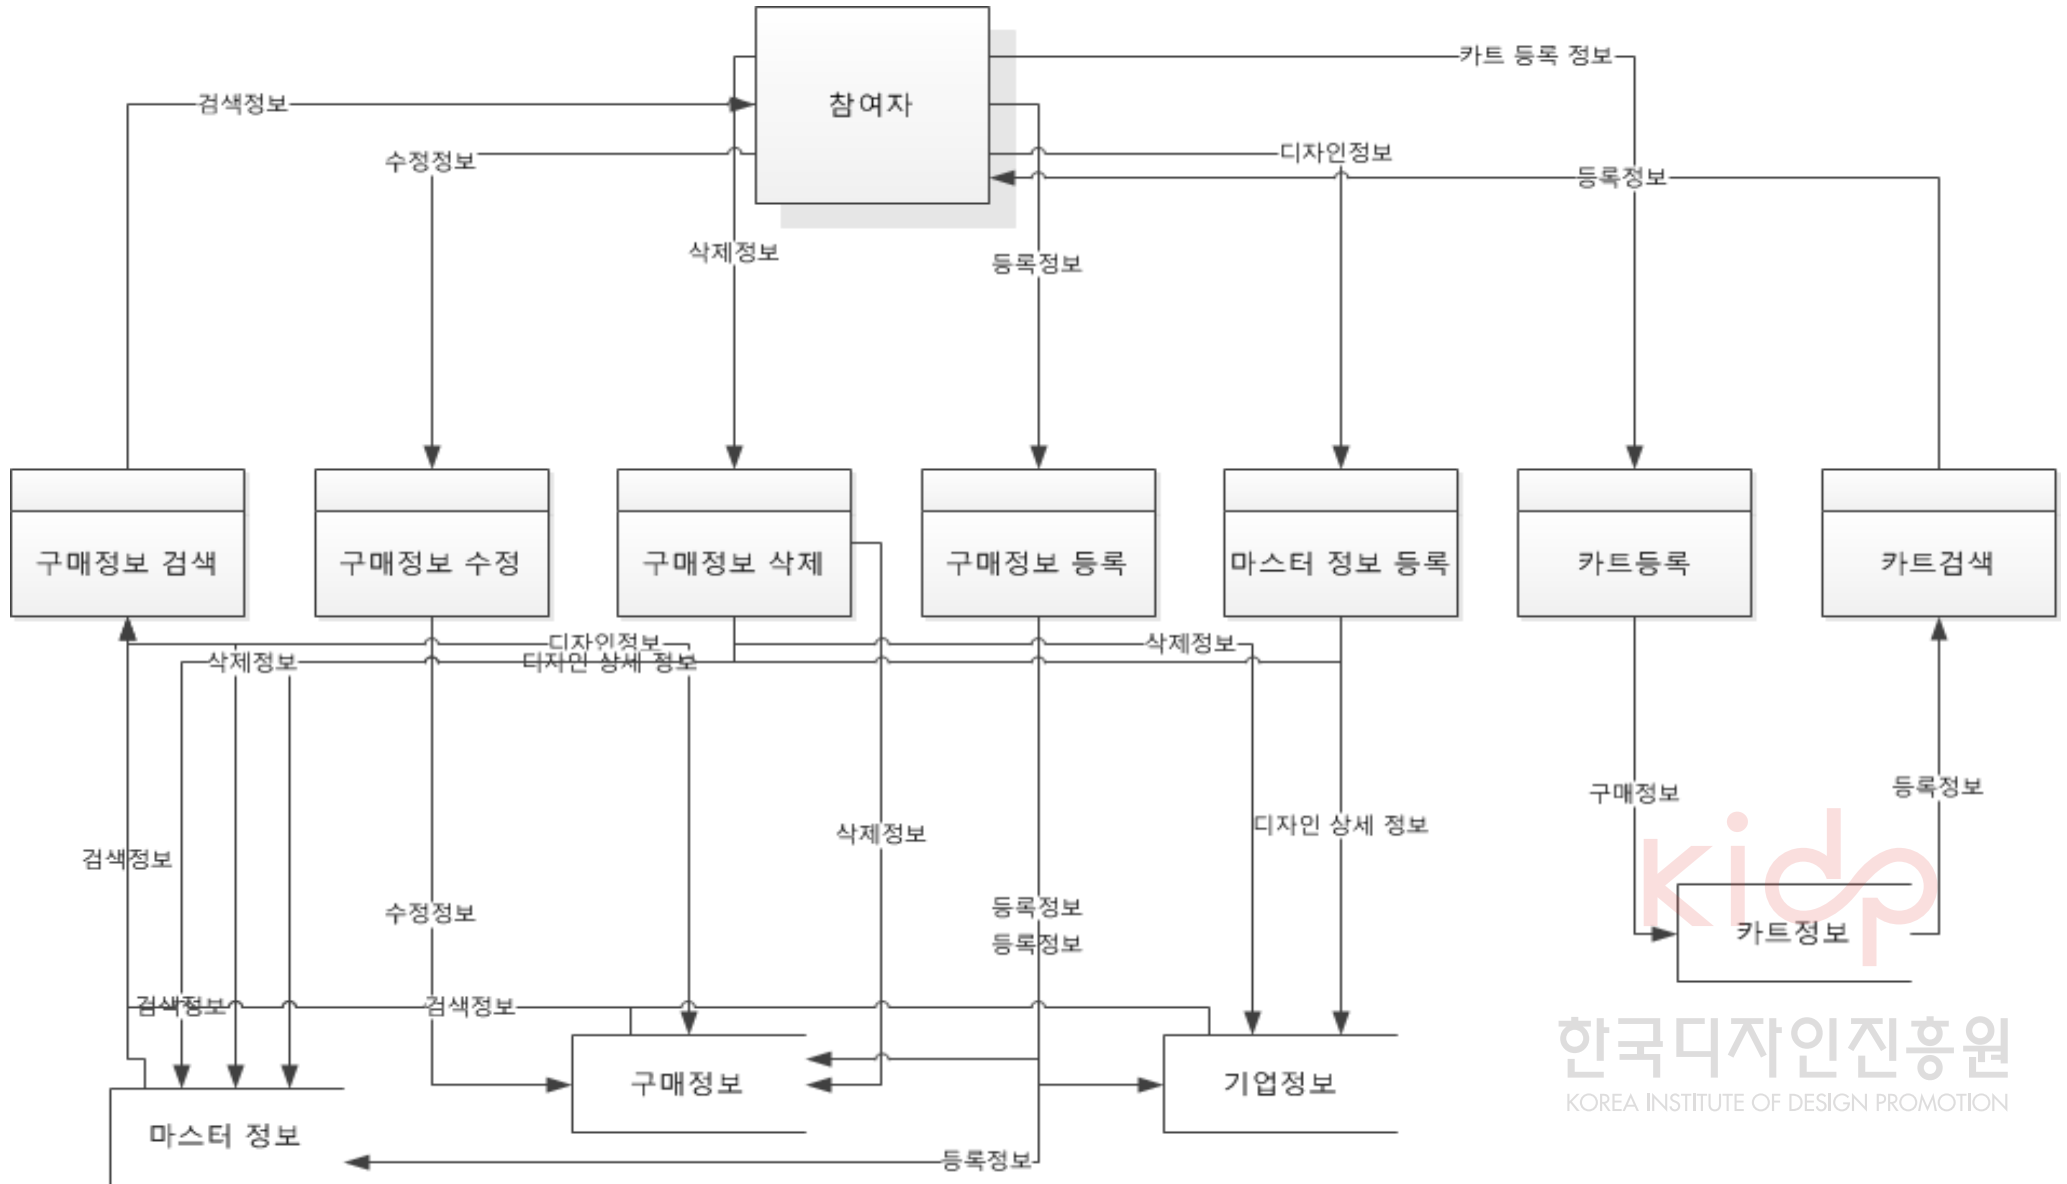 카트 등록 정보
참여자
검색정보
수정정보
디자인정보
등록정보
삭제정보
등록정보
구매정보 검색
구매정보 수정
구매정보 삭제
구매정보 등록
마스터 정보 등록
카트등록
카트검색
디자인정보
삭제정보
삭제정보
디자인 상세 정보
등록정보
구매정보
디자인 상세 정보
삭제정보
검색정보
수정정보
등록정보
등록정보
카트정보
kidp
검색정보
검색정보
한국디자인진흥원
구매정보
기업정보
KOREA INSTITUTE OF DESIGN PROMOTION
마스터 정보
등록정보